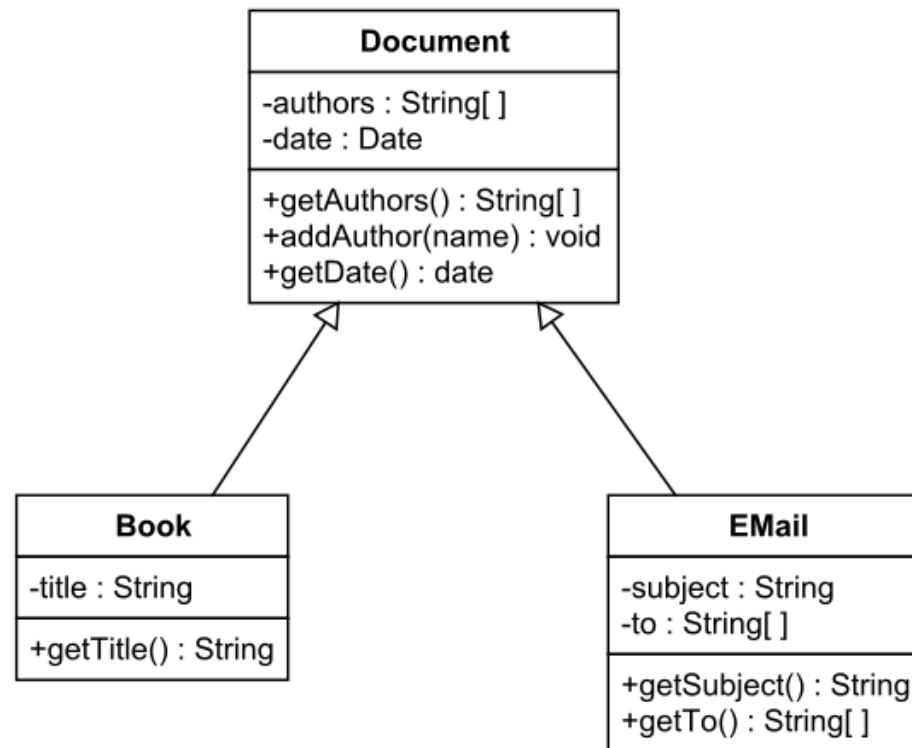 Document
-authors : String[ ]
-date : Date
+getAuthors() : String[ ]
+addAuthor(name) : void
+getDate() : date
Book
-title : String
+getTitle() : String
EMail
-subject : String
-to : String[ ]
+getSubject() : String
+getTo() : String[ ]